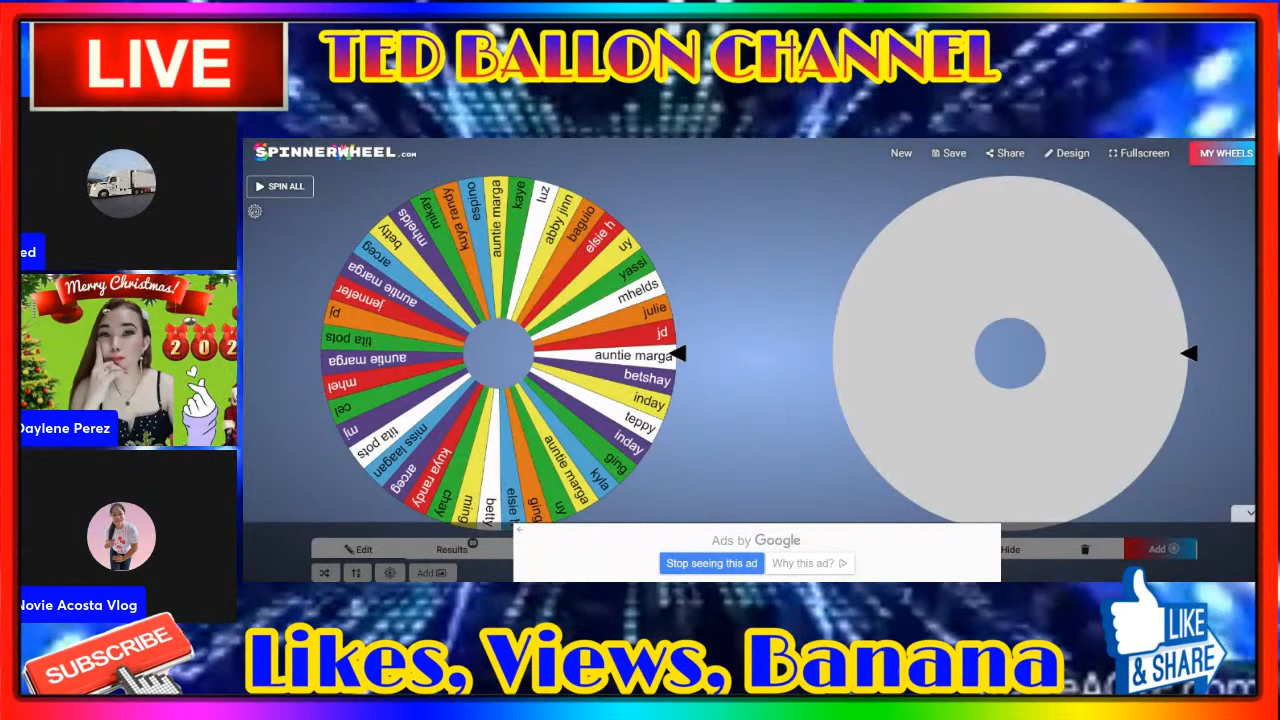 LIVE
TED BALLON CHANNEL
SPINNERWHEEL.COM
New
Save
Share
Design
Fullscreen
MY WHEELS
SPIN ALL
ed
Merry Christmas!
202
Daylene Perez
Novie Acosta Vlog
auntie marga
kaye
luz
abby jinn
baguio
elsie h
uy
yassi
mhelds
julie
jd
auntie marga
betshay
inday
teppy
inday
ging
kyla
auntie marga
uy
ging
elsie h
betty
ming
chay
kuya randy
arceg
miss laagan
tita pots
mj
cel
mhel
auntie marga
tita pots
pj
jennefer
auntie marga
arceg
betty
mhelds
mikay
kuya randy
espino
Edit
Results
Add
Ads by Google
Stop seeing this ad
Why this ad?
Hide
Add
SUBSCRIBE
Likes, Views, Banana
LIKE
& SHARE